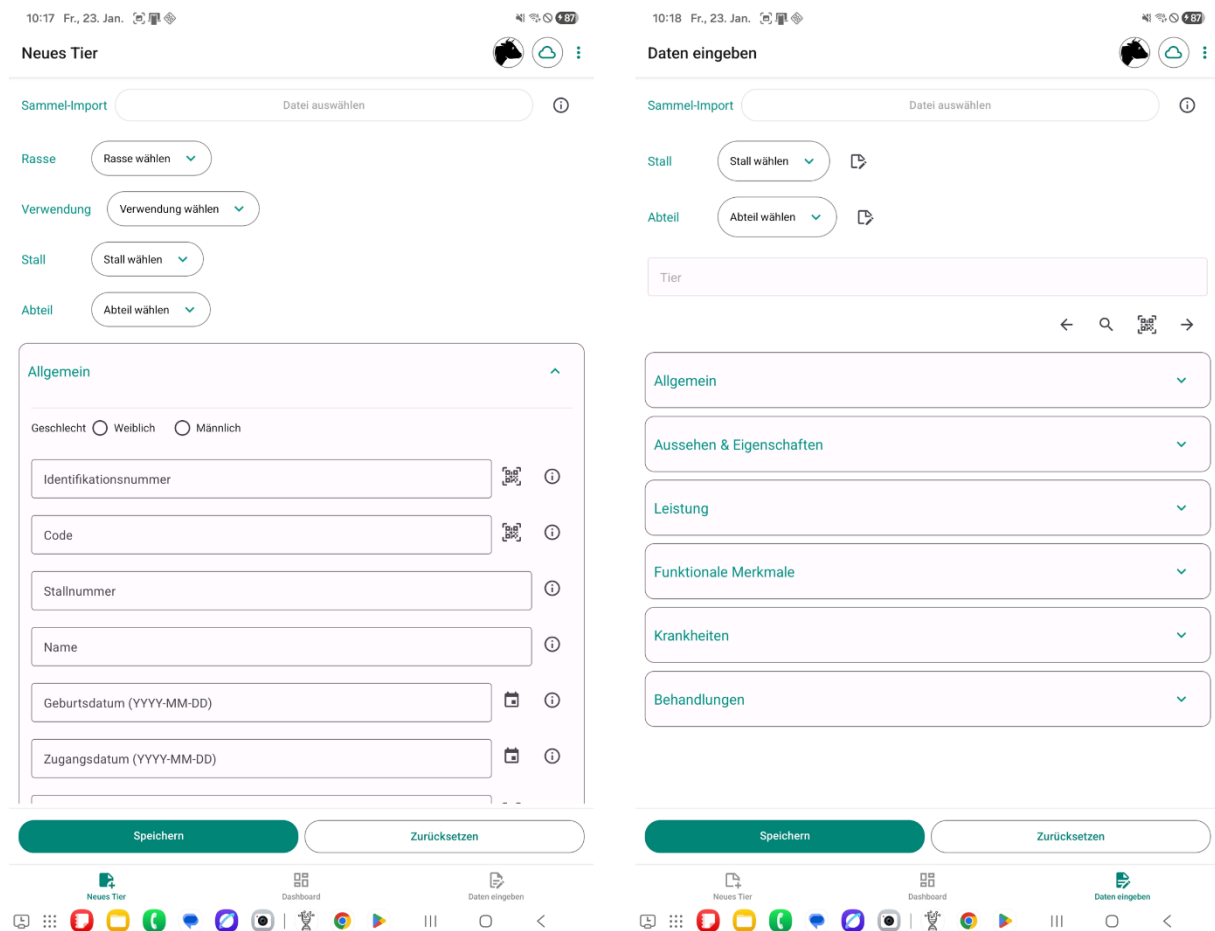 10:17 Fr., 23. Jan.
87
Neues Tier
Sammel-Import Datei auswählen
Rasse Rasse wählen
Verwendung Verwendung wählen
Stall Stall wählen
Abteil Abteil wählen
Allgemein
Geschlecht Weiblich Männlich
Identifikationsnummer
Code
Stallnummer
Name
Geburtsdatum (YYYY-MM-DD)
Zugangsdatum (YYYY-MM-DD)
Speichern Zurücksetzen
Neues Tier Dashboard Daten eingeben
10:18 Fr., 23. Jan.
87
Daten eingeben
Sammel-Import Datei auswählen
Stall Stall wählen
Abteil Abteil wählen
Tier
Allgemein
Aussehen & Eigenschaften
Leistung
Funktionale Merkmale
Krankheiten
Behandlungen
Speichern Zurücksetzen
Neues Tier Dashboard Daten eingeben